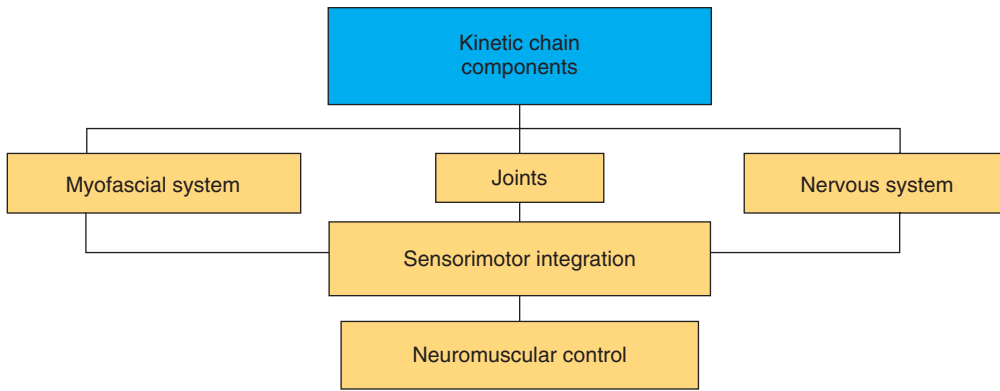 Kinetic chain
components
Myofascial system
Joints
Nervous system
Sensorimotor integration
Neuromuscular control